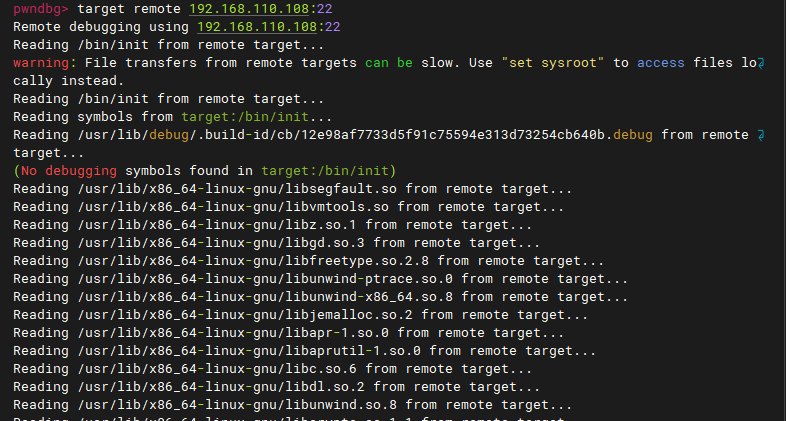 pwndbg> target remote 192.168.110.108:22
Remote debugging using 192.168.110.108:22
Reading /bin/init from remote target...
warning: File transfers from remote targets can be slow. Use "set sysroot" to access files lo
cally instead.
Reading /bin/init from remote target...
Reading symbols from target:/bin/init...
Reading /usr/lib/debug/.build-id/cb/12e98af7733d5f91c75594e313d73254cb640b.debug from remote
target...
(No debugging symbols found in target:/bin/init)
Reading /usr/lib/x86_64-linux-gnu/libsegfault.so from remote target...
Reading /usr/lib/x86_64-linux-gnu/libvmtools.so from remote target...
Reading /usr/lib/x86_64-linux-gnu/libz.so.1 from remote target...
Reading /usr/lib/x86_64-linux-gnu/libgd.so.3 from remote target...
Reading /usr/lib/x86_64-linux-gnu/libfreetype.so.2.8 from remote target...
Reading /usr/lib/x86_64-linux-gnu/libunwind-ptrace.so.0 from remote target...
Reading /usr/lib/x86_64-linux-gnu/libunwind-x86_64.so.8 from remote target...
Reading /usr/lib/x86_64-linux-gnu/libjemalloc.so.2 from remote target...
Reading /usr/lib/x86_64-linux-gnu/libapr-1.so.0 from remote target...
Reading /usr/lib/x86_64-linux-gnu/libaprutil-1.so.0 from remote target...
Reading /usr/lib/x86_64-linux-gnu/libc.so.6 from remote target...
Reading /usr/lib/x86_64-linux-gnu/libdl.so.2 from remote target...
Reading /usr/lib/x86_64-linux-gnu/libunwind.so.8 from remote target...